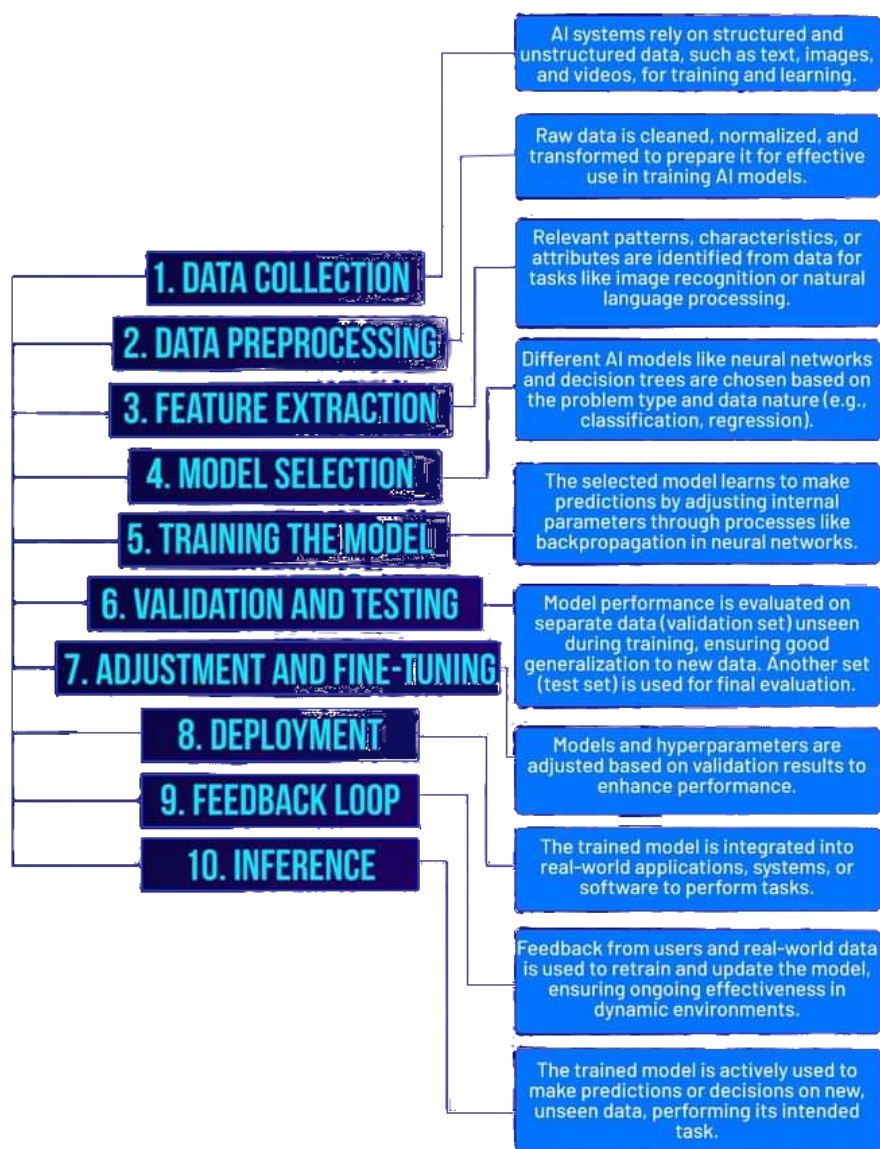 AI systems rely on structured and
unstructured data, such as text, images,
and videos, for training and learning.
Raw data is cleaned, normalized, and
transformed to prepare it for effective
use in training AI models.
Relevant patterns, characteristics, or
attributes are identified from data for
tasks like image recognition or natural
language processing.
Different AI models like neural networks
and decision trees are chosen based on
the problem type and data nature (e.g.,
classification, regression).
The selected model learns to make
predictions by adjusting internal
parameters through processes like
backpropagation in neural networks.
Model performance is evaluated on
separate data (validation set) unseen
during training, ensuring good
generalization to new data. Another set
(test set) is used for final evaluation.
Models and hyperparameters are
adjusted based on validation results to
enhance performance.
The trained model is integrated into
real-world applications, systems, or
software to perform tasks.
Feedback from users and real-world data
is used to retrain and update the model,
ensuring ongoing effectiveness in
dynamic environments.
The trained model is actively used to
make predictions or decisions on new,
unseen data, performing its intended
task.
1. DATA COLLECTION
2. DATA PREPROCESSING
3. FEATURE EXTRACTION
4. MODEL SELECTION
5. TRAINING THE MODEL
6. VALIDATION AND TESTING
7. ADJUSTMENT AND FINE-TUNING
8. DEPLOYMENT
9. FEEDBACK LOOP
10. INFERENCE